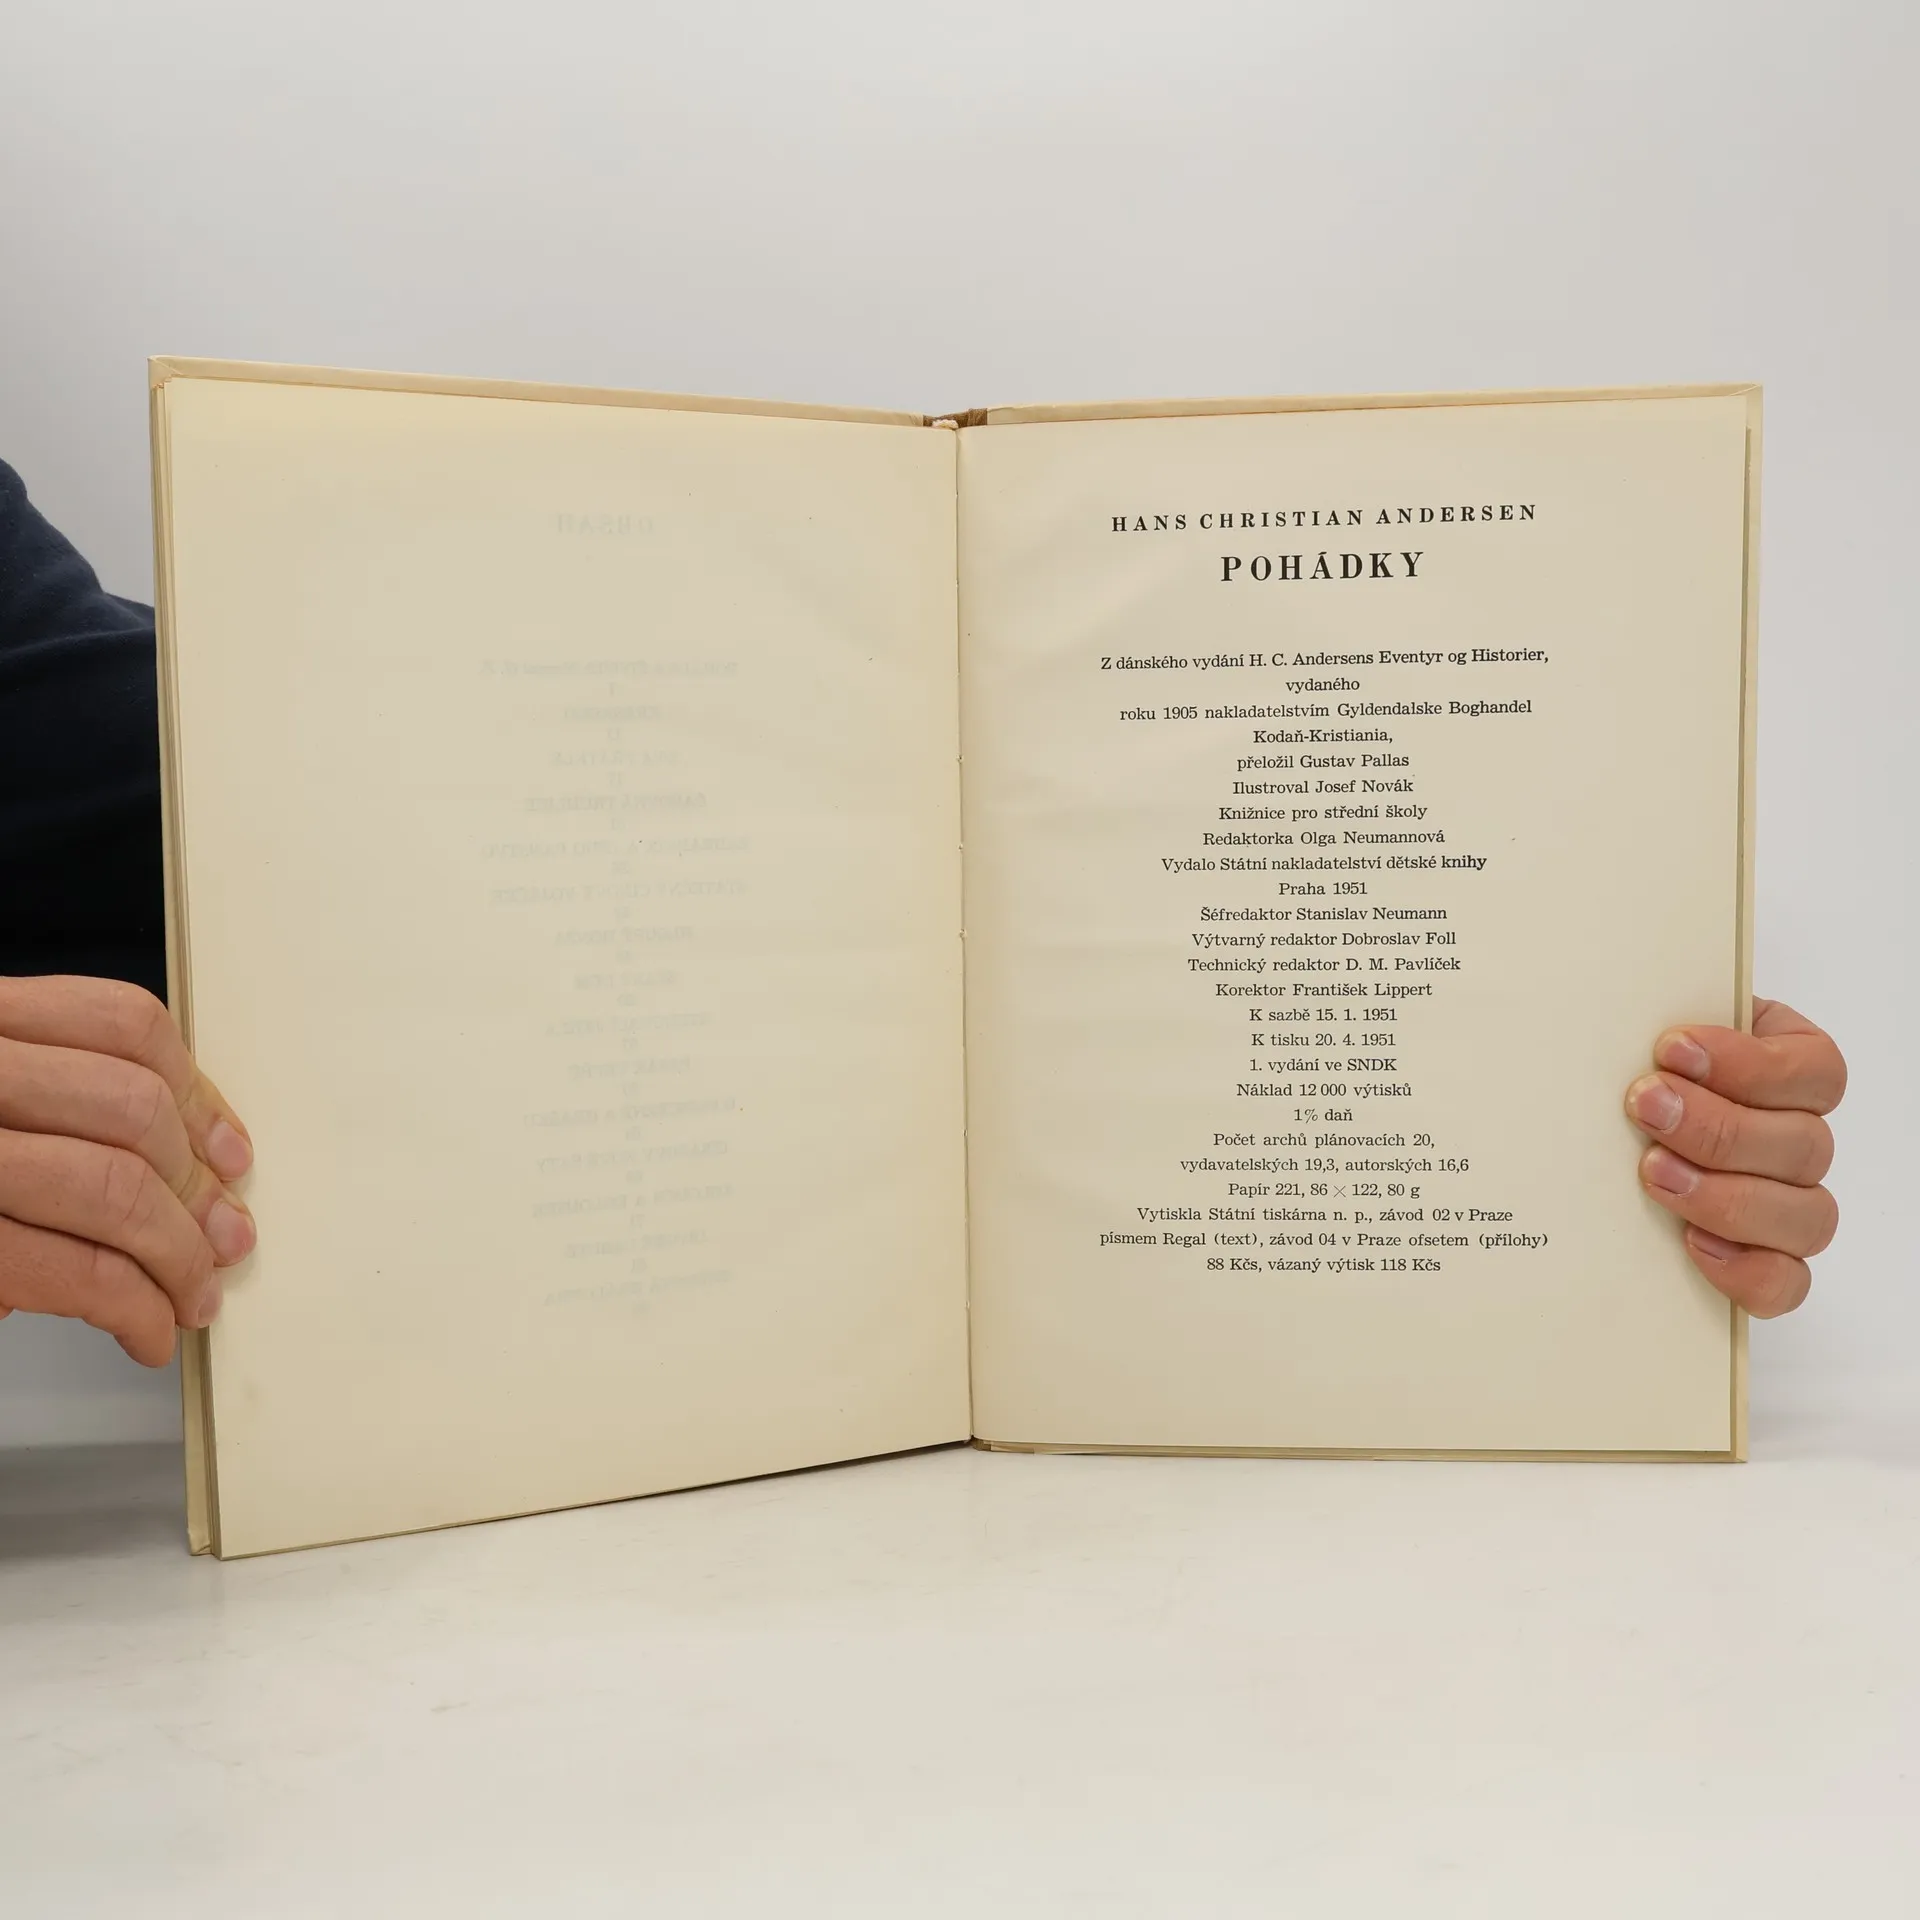 HANS CHRISTIAN ANDERSEN
POHÁDKY
Z dánského vydání H. C. Andersens Eventyr og Historier,
vydaného
roku 1905 nakladatelstvím Gyldendalske Boghandel
Kodaň-Kristiania,
přeložil Gustav Pallas
Ilustroval Josef Novák
Knižnice pro střední školy
Redaktorka Olga Neumannová
Vydalo Státní nakladatelství dětské knihy
Praha 1951
Šéfredaktor Stanislav Neumann
Výtvarný redaktor Dobroslav Foll
Technický redaktor D. M. Pavlíček
Korektor František Lippert
K sazbě 15. 1. 1951
K tisku 20. 4. 1951
1. vydání ve SNDK
Náklad 12 000 výtisků
1% daň
Počet archů plánovacích 20,
vydavatelských 19,3, autorských 16,6
Papír 221, 86 × 122, 80 g
Vytiskla Státní tiskárna n. p., závod 02 v Praze
písmem Regal (text), závod 04 v Praze ofsetem (přílohy)
88 Kčs, vázaný výtisk 118 Kčs